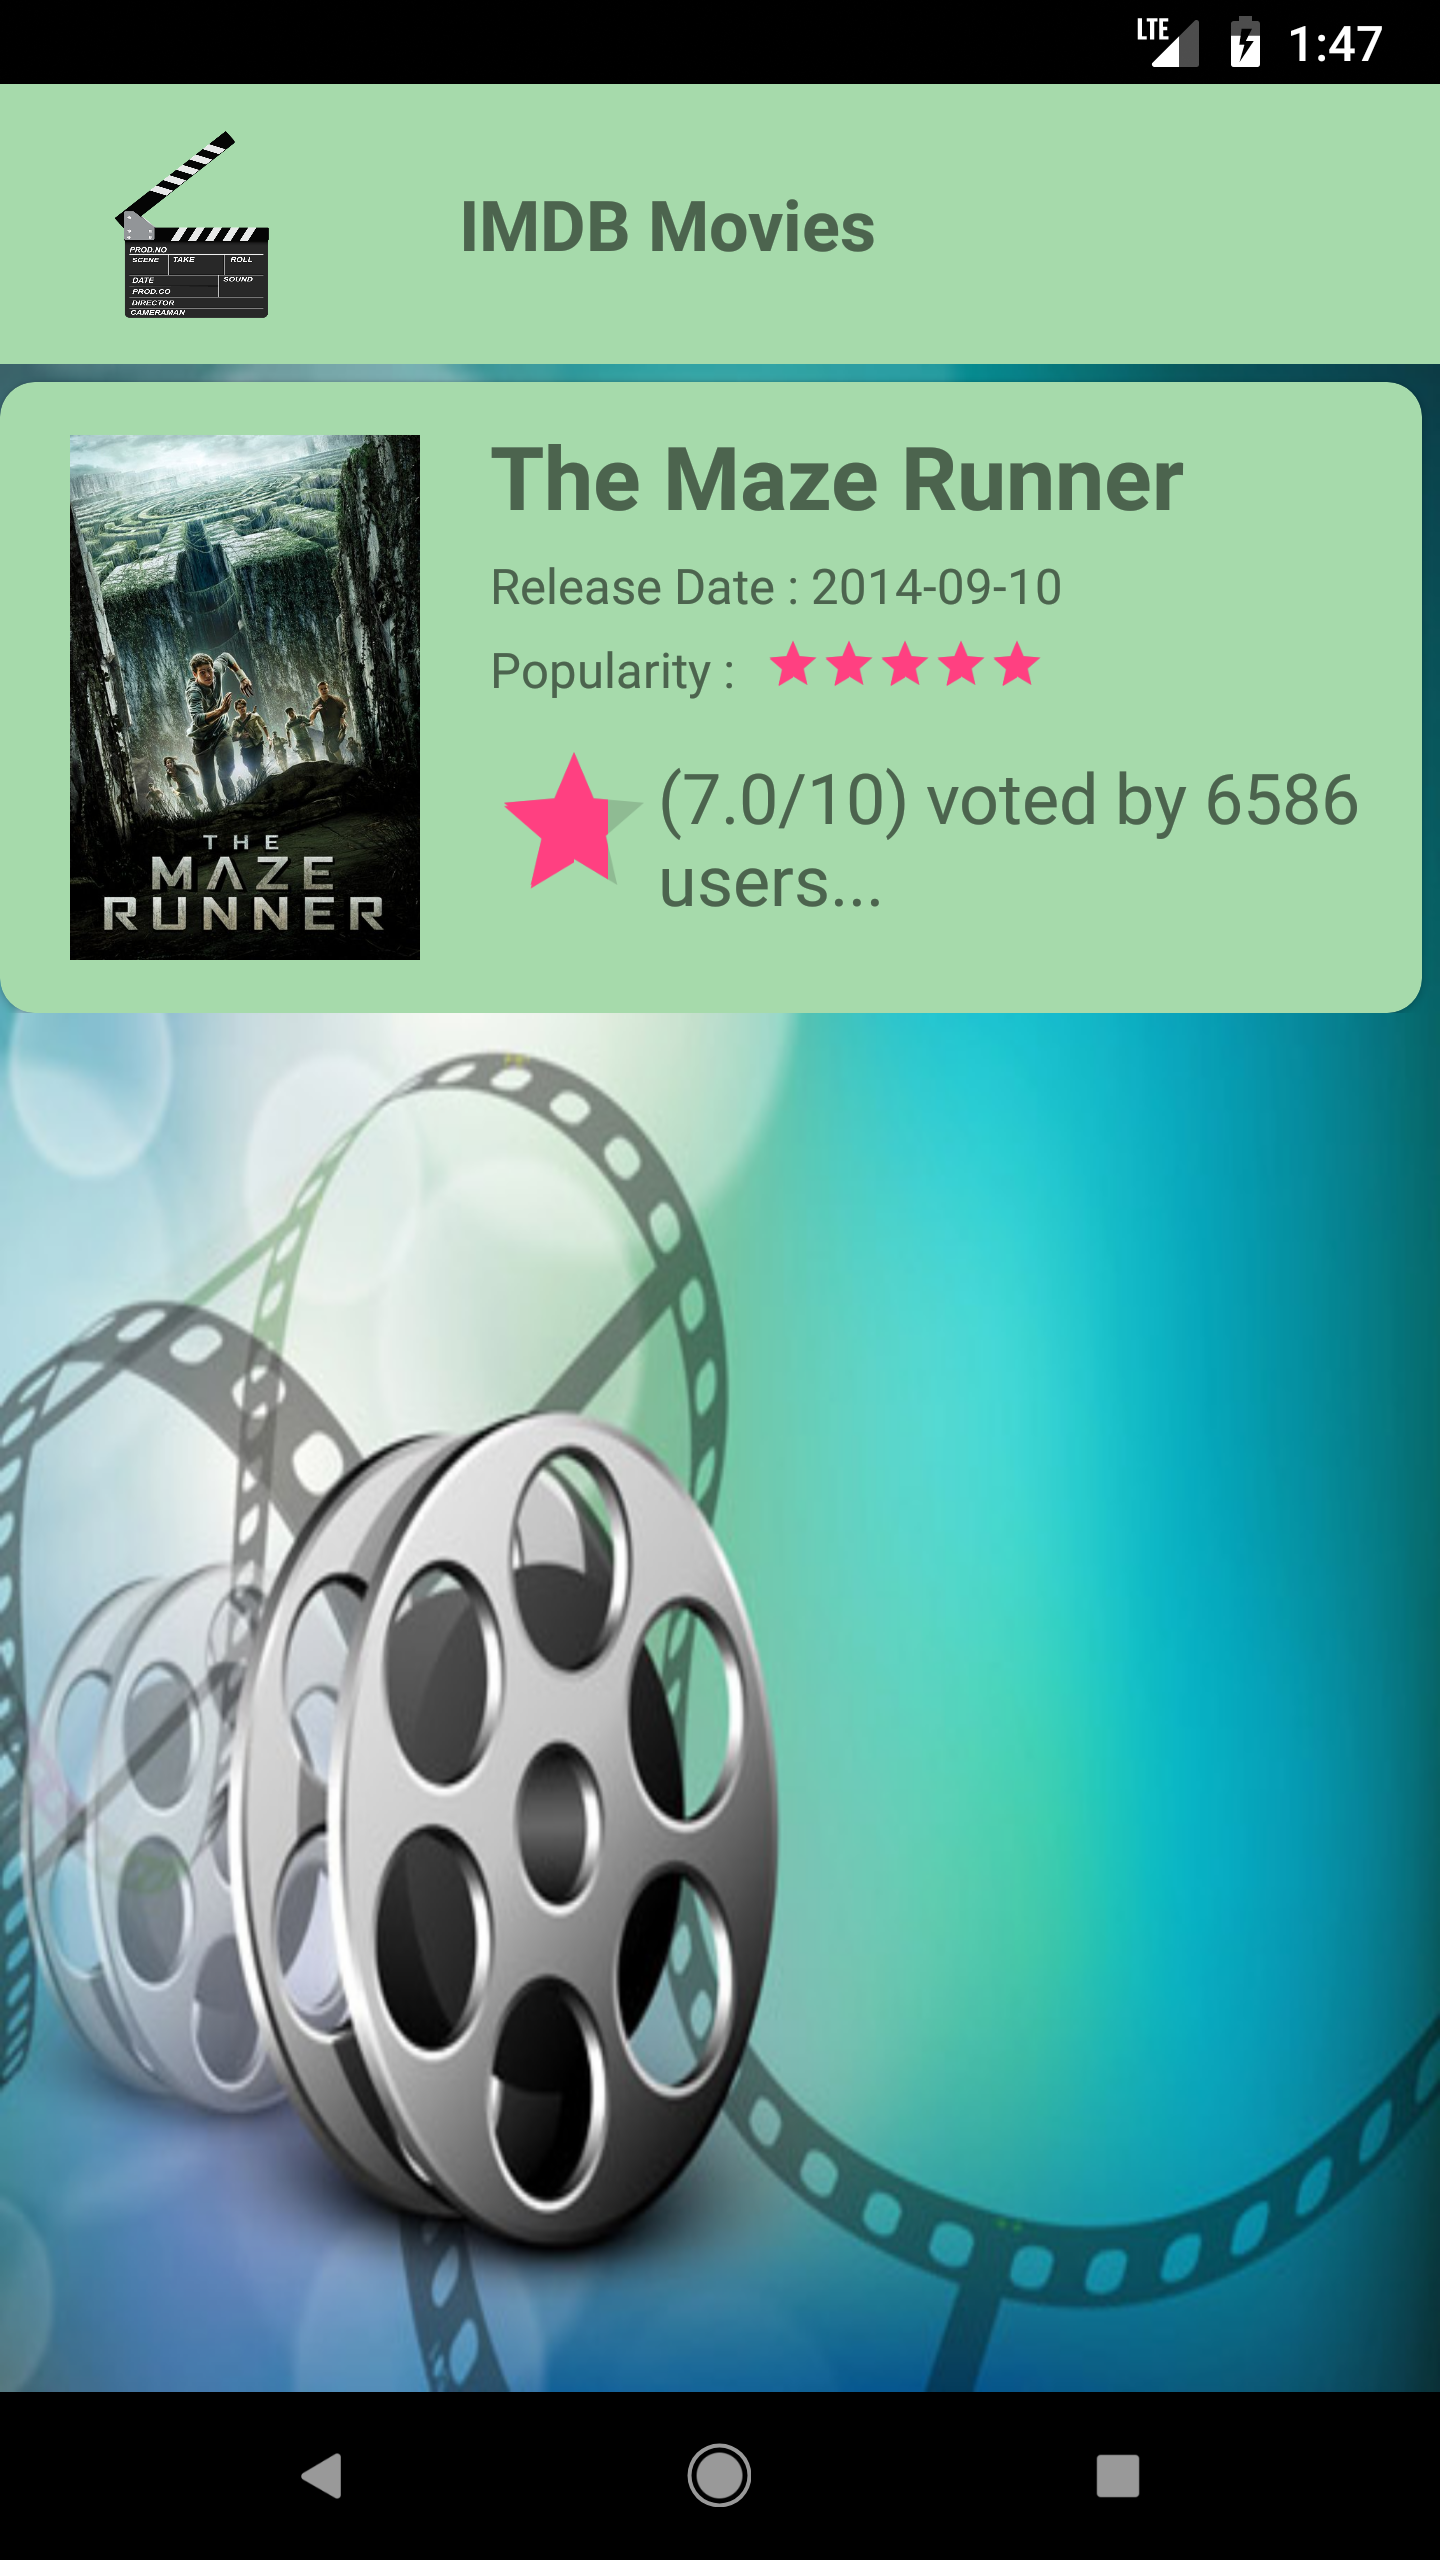 LTE 1:47
PROD.NO
SCENE TAKE ROLL
DATE SOUND
PROD.CO
DIRECTOR
CAMERAMAN
IMDB Movies
THE
MAZE
RUNNER
The Maze Runner
Release Date : 2014-09-10
Popularity :
(7.0/10) voted by 6586
users...